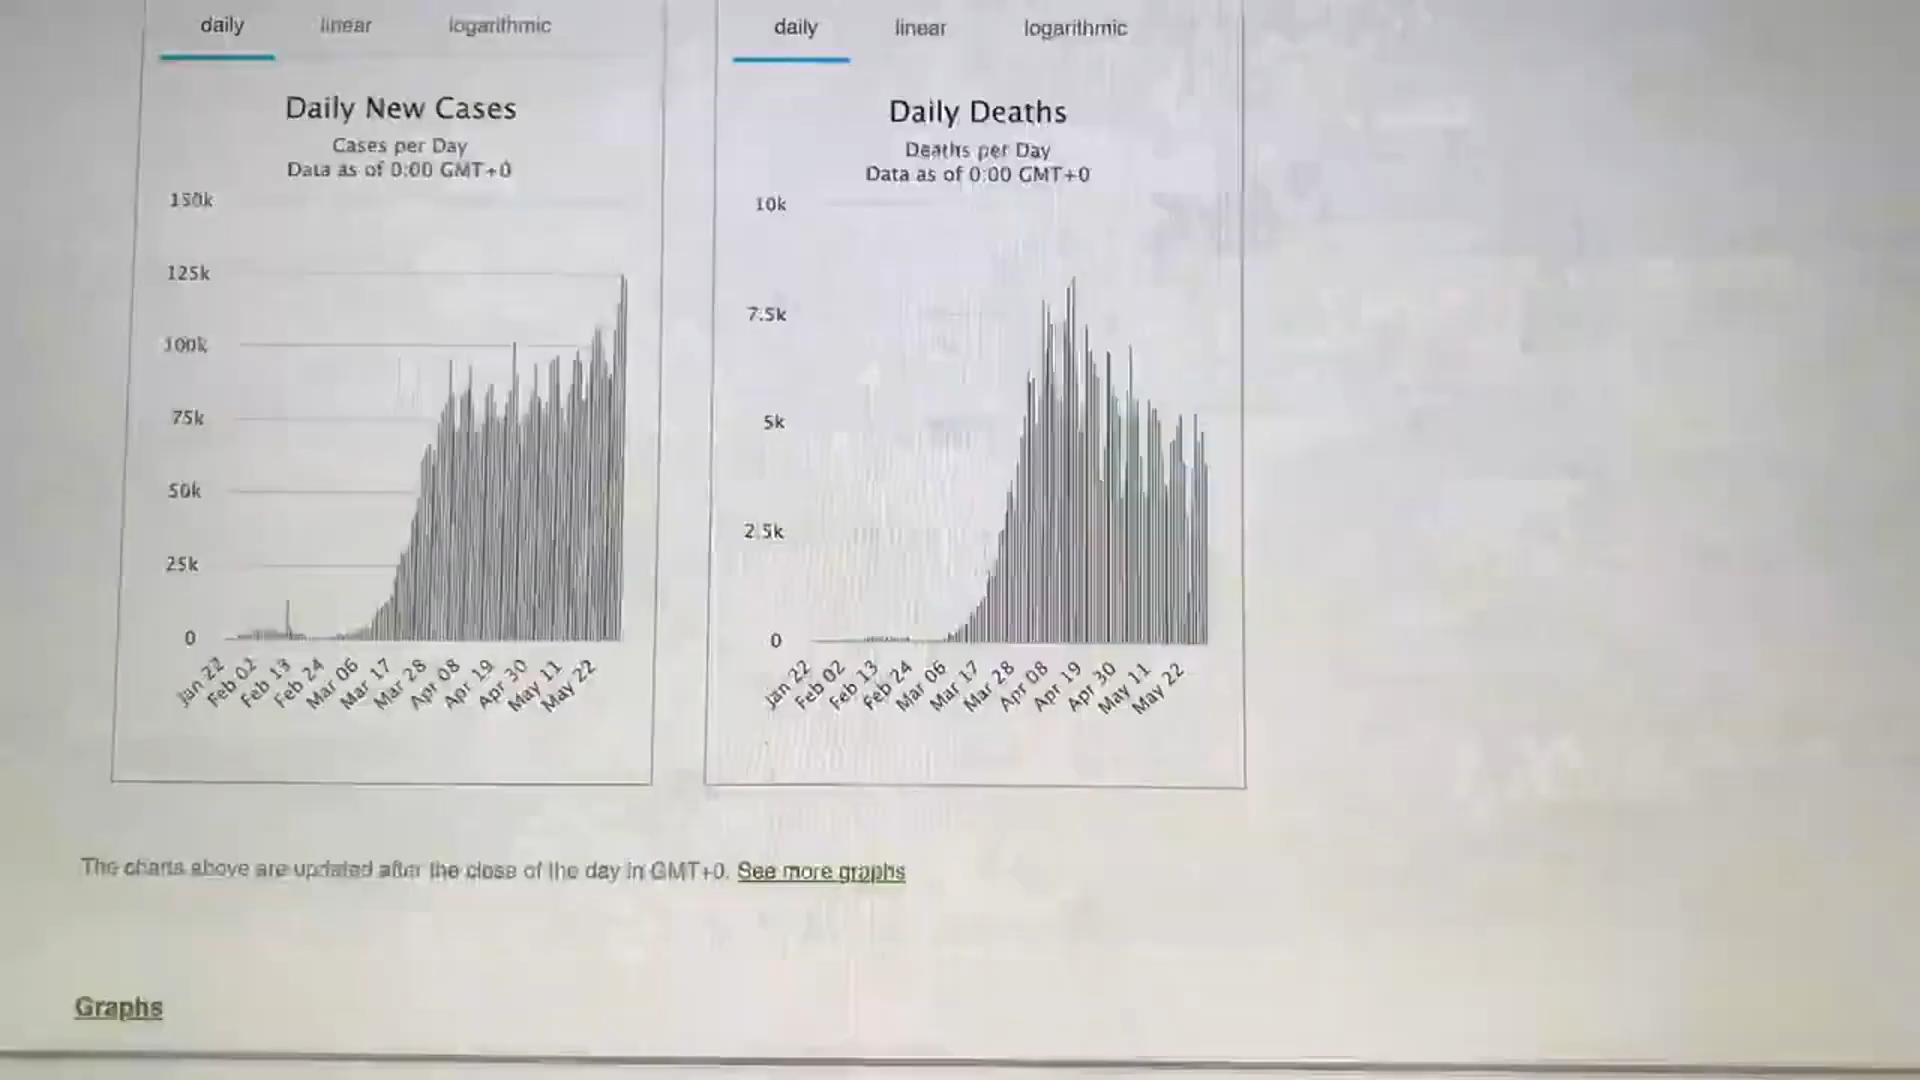 daily linear logarithmic
Daily New Cases
Cases per Day
Data as of 0:00 GMT+0
150k
125k
100k
75k
50k
25k
0
Jan 22 Feb 02 Feb 13 Feb 24 Mar 06 Mar 17 Mar 28 Apr 08 Apr 19 Apr 30 May 11 May 22
daily linear logarithmic
Daily Deaths
Deaths per Day
Data as of 0:00 GMT+0
10k
7.5k
5k
2.5k
0
Jan 22 Feb 02 Feb 13 Feb 24 Mar 06 Mar 17 Mar 28 Apr 08 Apr 19 Apr 30 May 11 May 22
The charts above are updated after the close of the day in GMT+0. See more graphs
Graphs